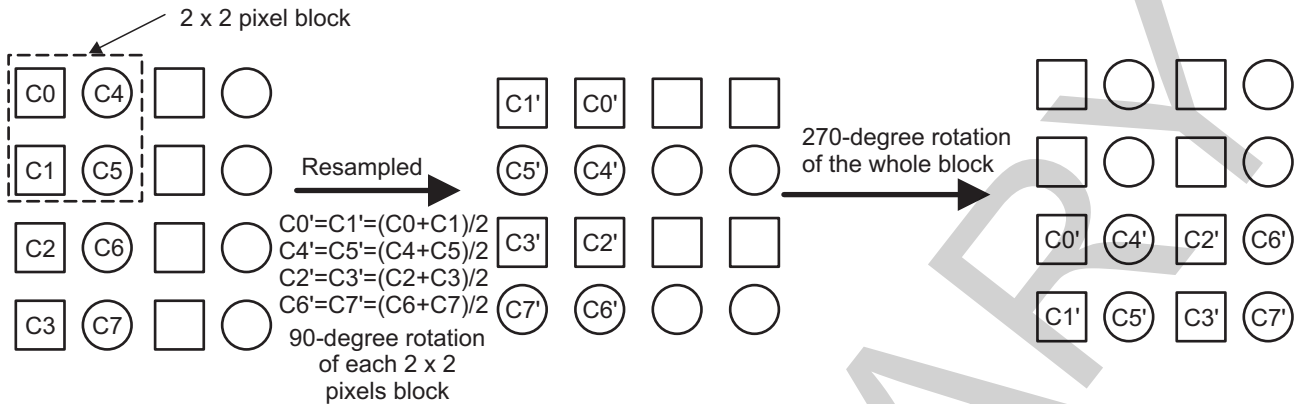 2 x 2 pixel block
C0 C4
C1 C5
C2 C6
C3 C7
Resampled
C0'=C1'=(C0+C1)/2
C4'=C5'=(C4+C5)/2
C2'=C3'=(C2+C3)/2
C6'=C7'=(C6+C7)/2
90-degree rotation
of each 2 x 2
pixels block
C1' C0'
C5' C4'
C3' C2'
C7' C6'
270-degree rotation
of the whole block
C0' C4' C2' C6'
C1' C5' C3' C7'
ARY